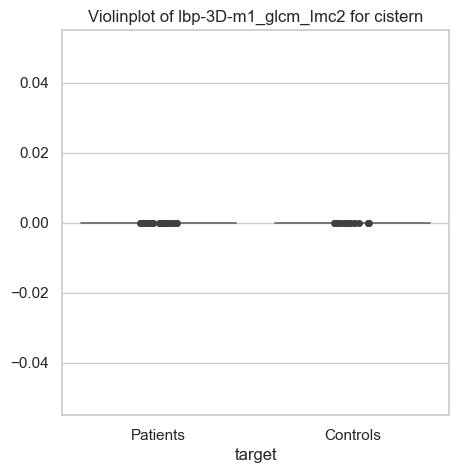 Violinplot of lbp-3D-m1_glcm_Imc2 for cistern
0.04
0.02
0.00
−0.02
−0.04
Patients
Controls
target